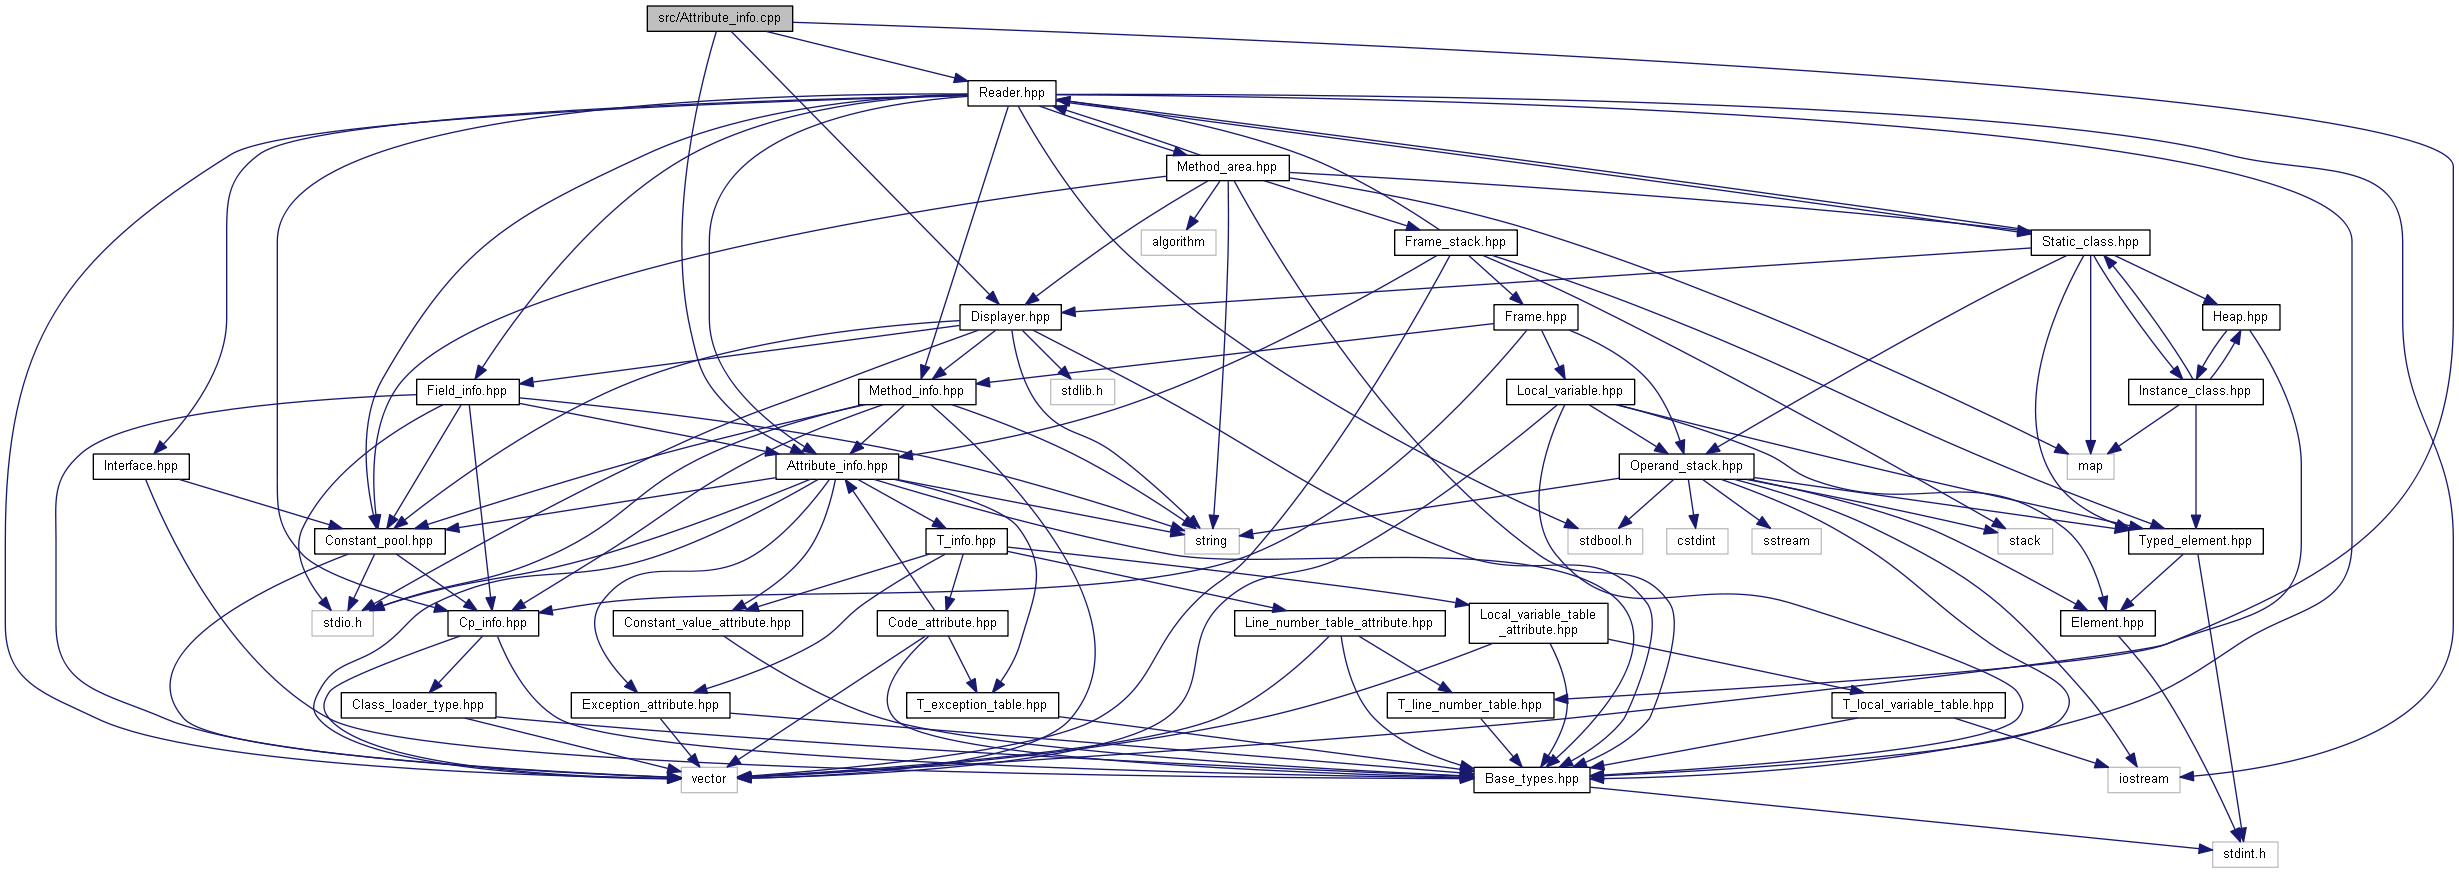 src/Attribute_info.cpp
Reader.hpp
Method_area.hpp
algorithm
Frame_stack.hpp
Static_class.hpp
Displayer.hpp
Frame.hpp
Heap.hpp
Field_info.hpp
Method_info.hpp
stdlib.h
Local_variable.hpp
Instance_class.hpp
Interface.hpp
Attribute_info.hpp
Operand_stack.hpp
map
Constant_pool.hpp
T_info.hpp
string
stdbool.h
cstdint
sstream
stack
Typed_element.hpp
stdio.h
Cp_info.hpp
Constant_value_attribute.hpp
Code_attribute.hpp
Line_number_table_attribute.hpp
Local_variable_table
_attribute.hpp
Element.hpp
Class_loader_type.hpp
Exception_attribute.hpp
T_exception_table.hpp
T_line_number_table.hpp
T_local_variable_table.hpp
vector
Base_types.hpp
iostream
stdint.h